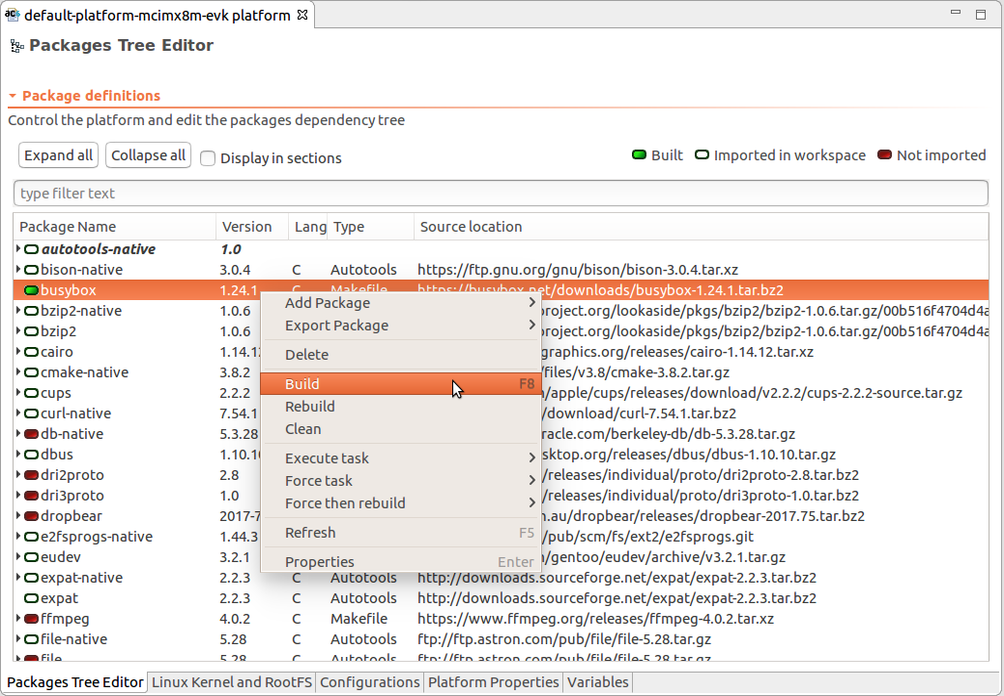 default-platform-mcimx8m-evk platform
Packages Tree Editor
Package definitions
Control the platform and edit the packages dependency tree
Expand all Collapse all Display in sections Built Imported in workspace Not imported
type filter text
Package Name Version Lang Type Source location
autotools-native 1.0
bison-native 3.0.4 C Autotools https://ftp.gnu.org/gnu/bison/bison-3.0.4.tar.xz
busybox 1.24.1 C Makefile https://busybox.net/downloads/busybox-1.24.1.tar.bz2
Add Package
bzip2-native 1.0.6 project.org/lookaside/pkgs/bzip2/bzip2-1.0.6.tar.gz/00b516f4704d4a
Export Package
bzip2 1.0.6 project.org/lookaside/pkgs/bzip2/bzip2-1.0.6.tar.gz/00b516f4704d4a
cairo 1.14.12 graphics.org/releases/cairo-1.14.12.tar.xz
Delete
cmake-native 3.8.2 /files/v3.8/cmake-3.8.2.tar.gz
Build F8
cups 2.2.2 /apple/cups/releases/download/v2.2.2/cups-2.2.2-source.tar.gz
Rebuild
curl-native 7.54.1 /download/curl-7.54.1.tar.bz2
Clean
db-native 5.3.28 racle.com/berkeley-db/db-5.3.28.tar.gz
dbus 1.10.10 sktop.org/releases/dbus/dbus-1.10.10.tar.gz
Execute task
dri2proto 2.8 /releases/individual/proto/dri2proto-2.8.tar.bz2
Force task
dri3proto 1.0 /releases/individual/proto/dri3proto-1.0.tar.bz2
Force then rebuild
dropbear 2017-7 n.au/dropbear/releases/dropbear-2017.75.tar.bz2
Refresh F5
e2fsprogs-native 1.44.3 /pub/scm/fs/ext2/e2fsprogs.git
eudev 3.2.1 /gentoo/eudev/archive/v3.2.1.tar.gz
Properties Enter
expat-native 2.2.3 C Autotools http://downloads.sourceforge.net/expat/expat-2.2.3.tar.bz2
expat 2.2.3 C Autotools http://downloads.sourceforge.net/expat/expat-2.2.3.tar.bz2
ffmpeg 4.0.2 C Makefile https://www.ffmpeg.org/releases/ffmpeg-4.0.2.tar.xz
file-native 5.28 C Autotools ftp://ftp.astron.com/pub/file/file-5.28.tar.gz
file 5.28 C Autotools ftp://ftp.astron.com/pub/file/file-5.28.tar.gz
Packages Tree Editor Linux Kernel and RootFS Configurations Platform Properties Variables